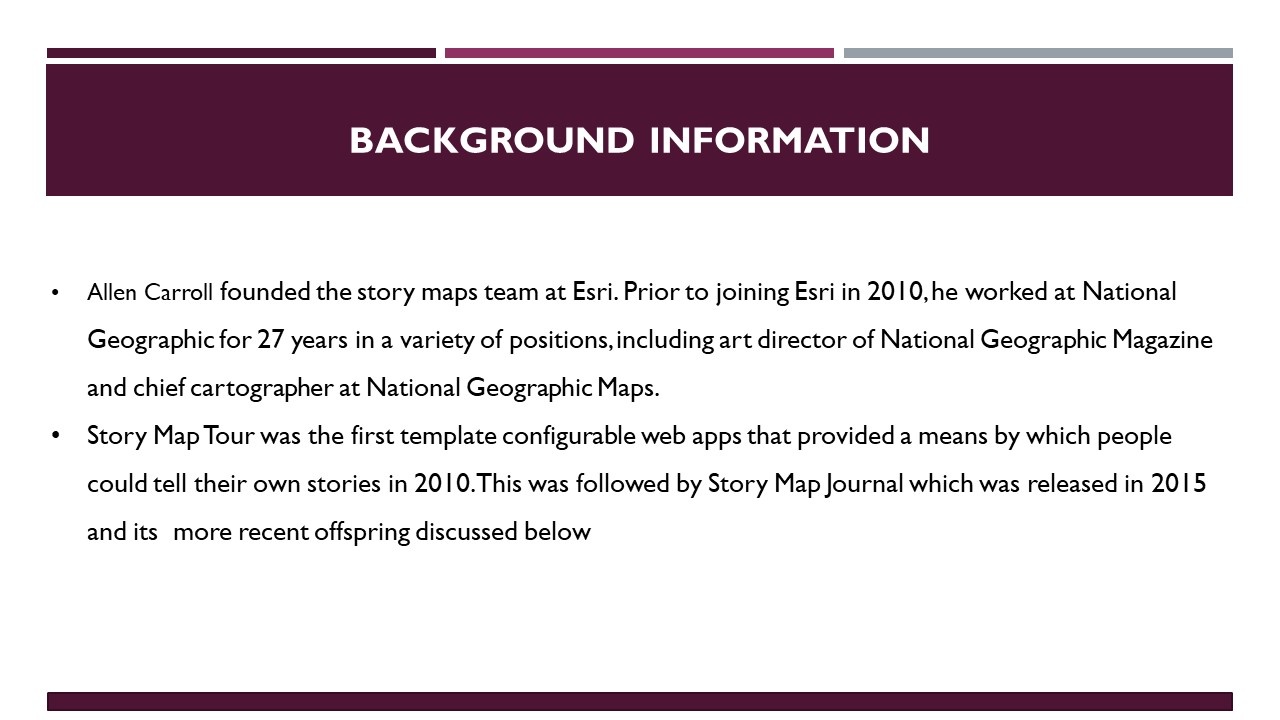 BACKGROUND INFORMATION
• Allen Carroll founded the story maps team at Esri. Prior to joining Esri in 2010, he worked at National
Geographic for 27 years in a variety of positions, including art director of National Geographic Magazine
and chief cartographer at National Geographic Maps.
• Story Map Tour was the first template configurable web apps that provided a means by which people
could tell their own stories in 2010. This was followed by Story Map Journal which was released in 2015
and its more recent offspring discussed below